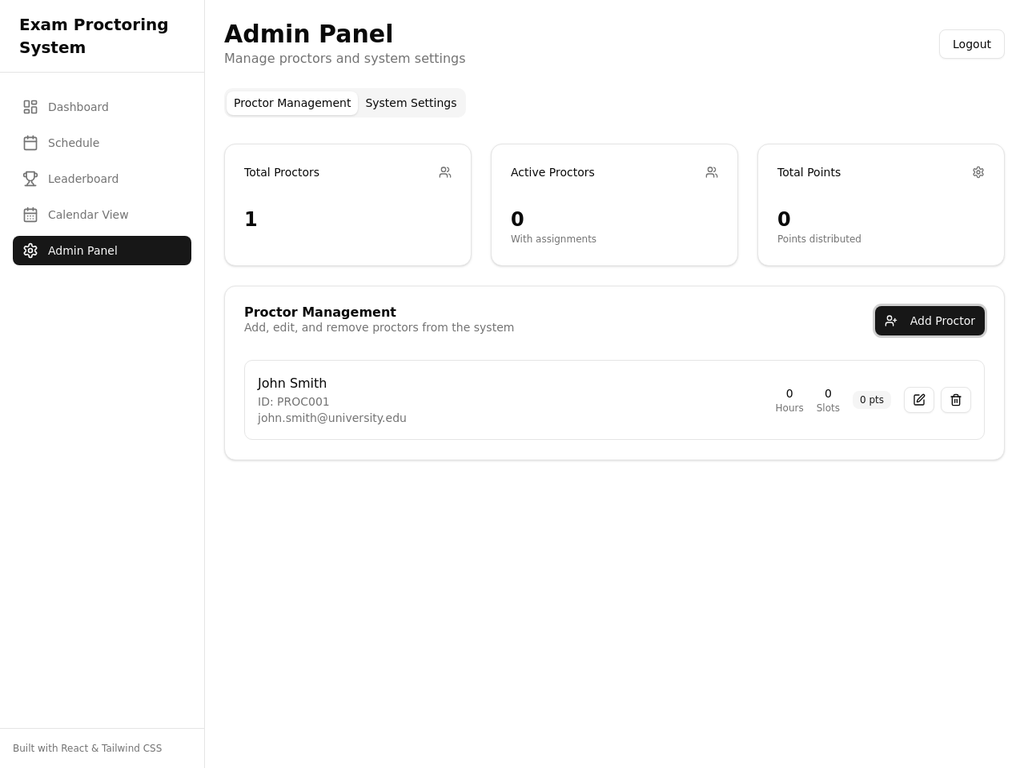 Exam Proctoring
System
Dashboard
Schedule
Leaderboard
Calendar View
Admin Panel
Built with React & Tailwind CSS
Admin Panel
Manage proctors and system settings
Logout
Proctor Management
System Settings
Total Proctors
1
Active Proctors
0
With assignments
Total Points
0
Points distributed
Proctor Management
Add, edit, and remove proctors from the system
Add Proctor
John Smith
ID: PROC001
john.smith@university.edu
0
Hours
0
Slots
0 pts